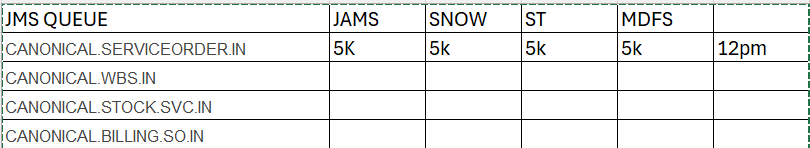 JMS QUEUE JAMS SNOW ST MDFS
CANONICAL.SERVICEORDER.IN 5K 5k 5k 5k 12pm
CANONICAL.WBS.IN
CANONICAL.STOCK.SVC.IN
CANONICAL.BILLING.SO.IN